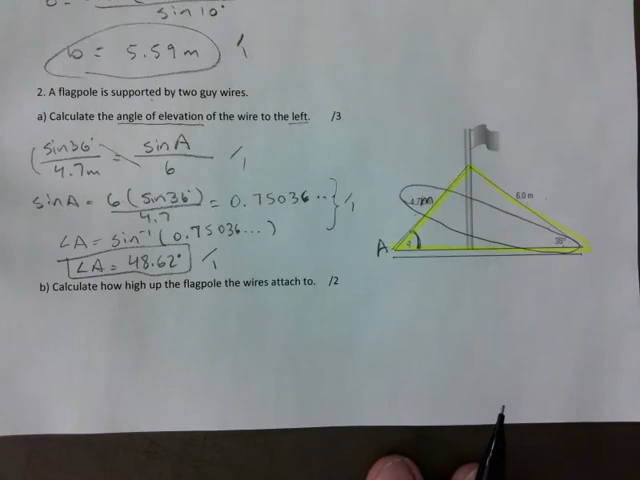 sin 10°
b = 5.59 m /1
2. A flagpole is supported by two guy wires.
a) Calculate the angle of elevation of the wire to the left. /3
sin36° / 4.7m = sin A / 6 /1
sin A = 6(sin36°) / 4.7 = 0.75036... /1
∠A = sin⁻¹(0.75036...)
∠A = 48.62° /1
b) Calculate how high up the flagpole the wires attach to. /2
4.7m
6.0 m
A
36°